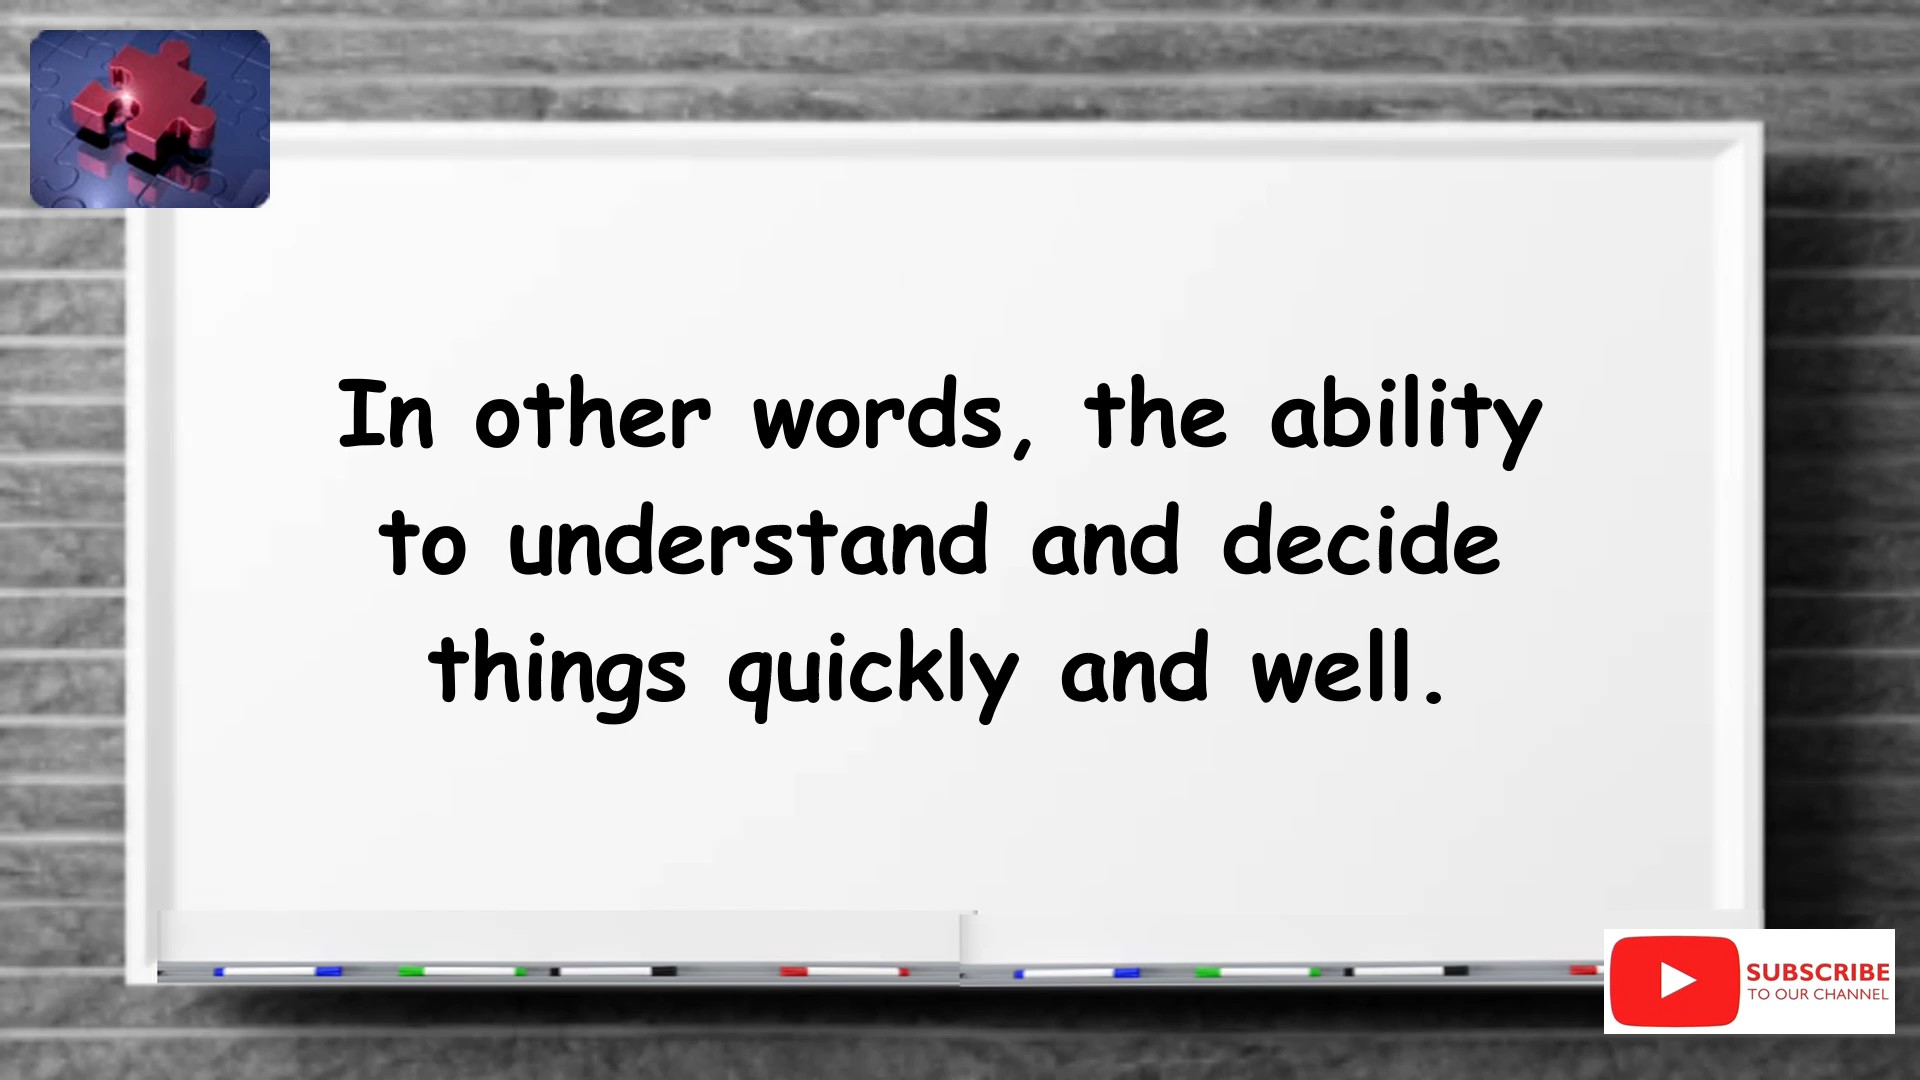 In other words, the ability
to understand and decide
things quickly and well.
SUBSCRIBE
TO OUR CHANNEL